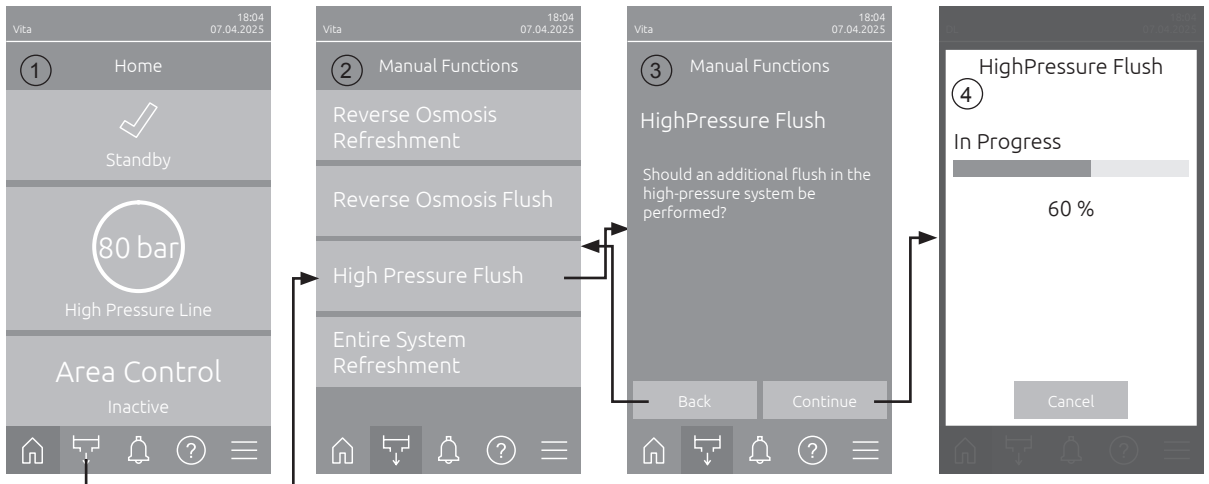 18:04
Vita
07.04.2025
1
Home
Standby
80 bar
High Pressure Line
Area Control
Inactive
?
18:04
Vita
07.04.2025
2
Manual Functions
Reverse Osmosis
Refreshment
Reverse Osmosis Flush
High Pressure Flush
Entire System
Refreshment
?
18:04
Vita
07.04.2025
3
Manual Functions
HighPressure Flush
Should an additional flush in the
high-pressure system be
performed?
Back
Continue
?
HighPressure Flush
4
In Progress
60 %
Cancel
?